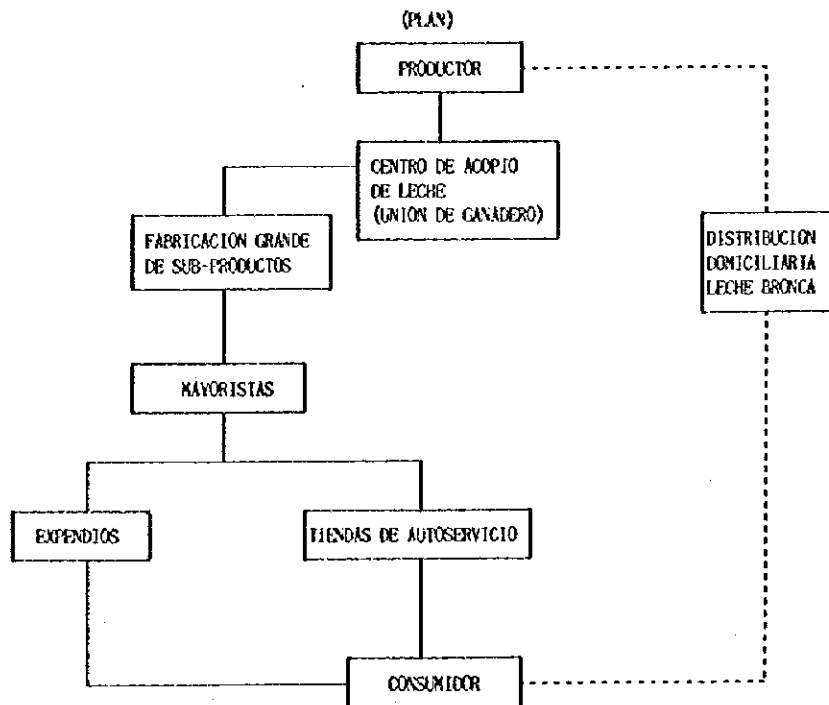 (PLAN)
PRODUCTOR
CENTRO DE ACOPIO
DE LECHE
(UNION DE GANADERO)
FABRICACION GRANDE
DE SUB-PRODUCTOS
DISTRIBUCION
DOMICILIARIA
LECHE BRONCA
MAYORISTAS
EXPENDIOS
TIENDAS DE AUTOSERVICIO
CONSUMIDOR